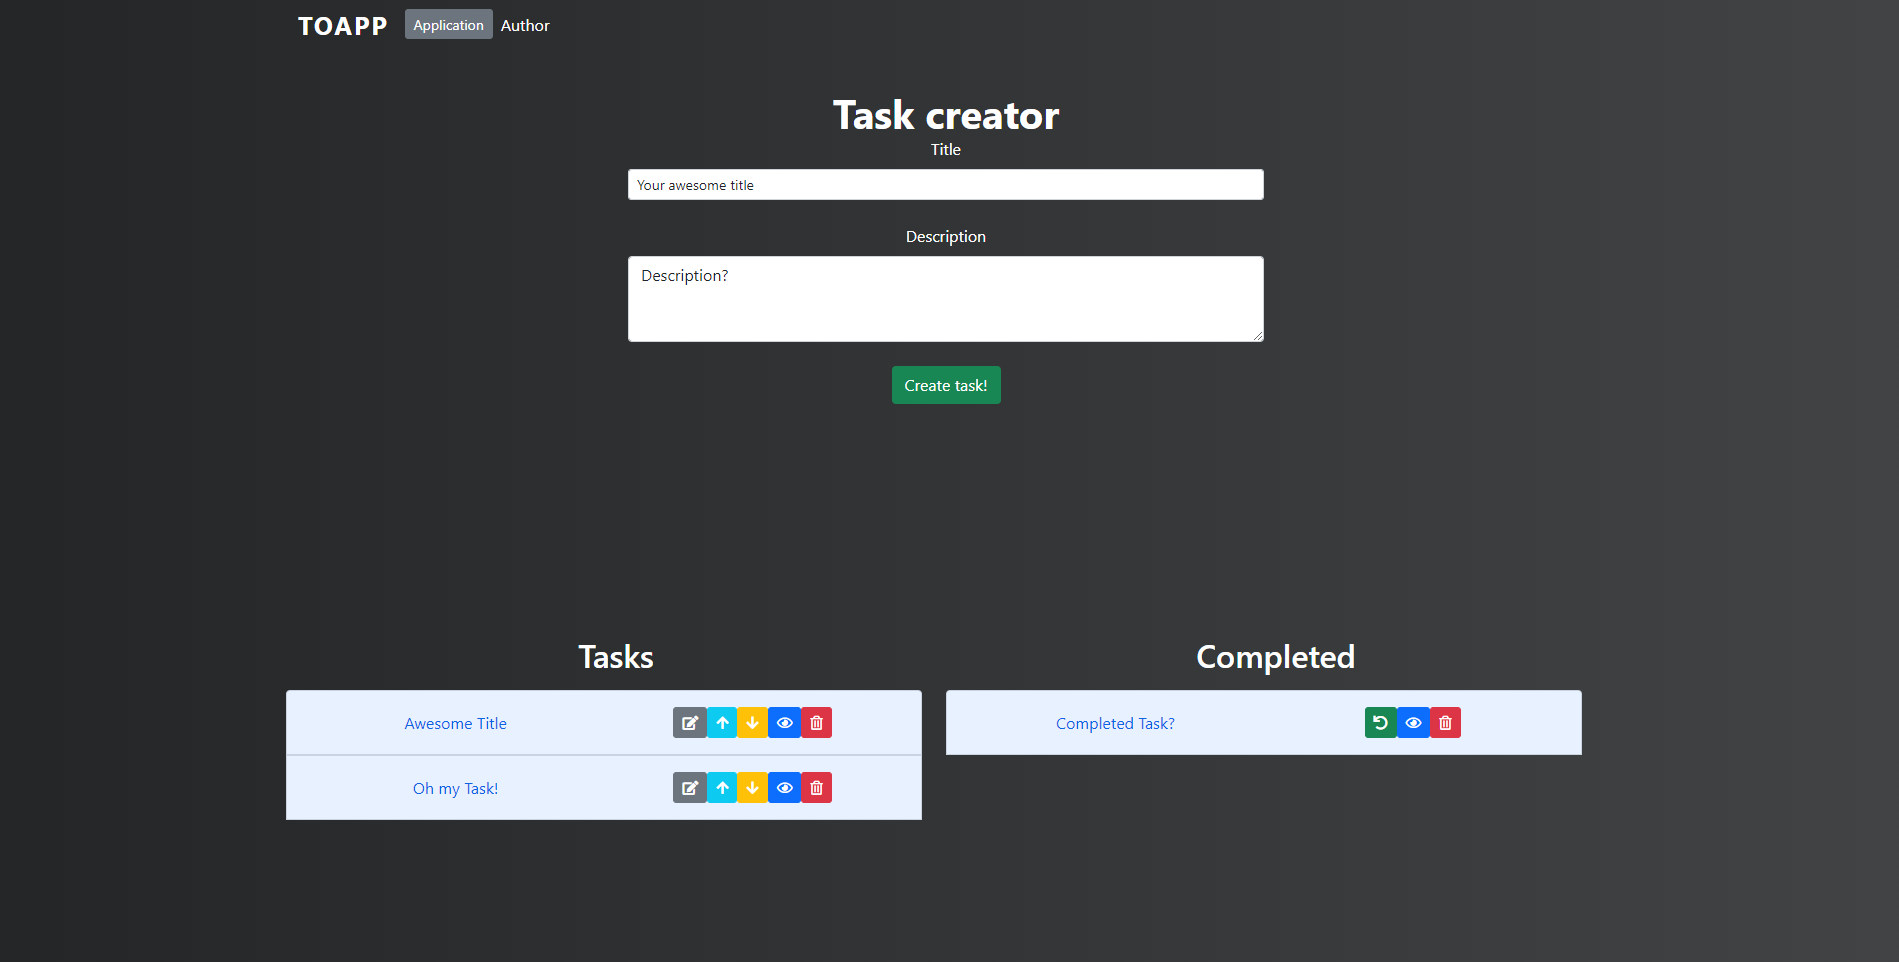 TOAPP Application Author
Task creator
Title
Your awesome title
Description
Description?
Create task!
Tasks
Awesome Title
Oh my Task!
Completed
Completed Task?